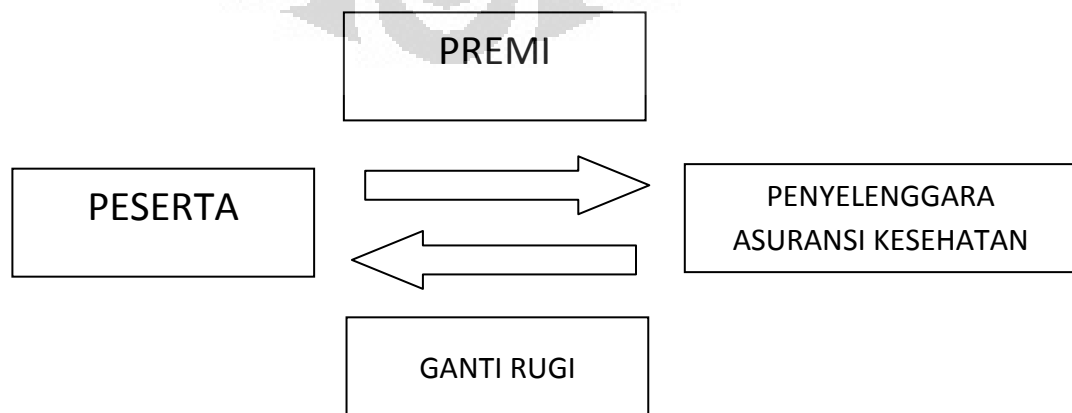 PREMI
PESERTA
PENYELENGGARA
ASURANSI KESEHATAN
GANTI RUGI